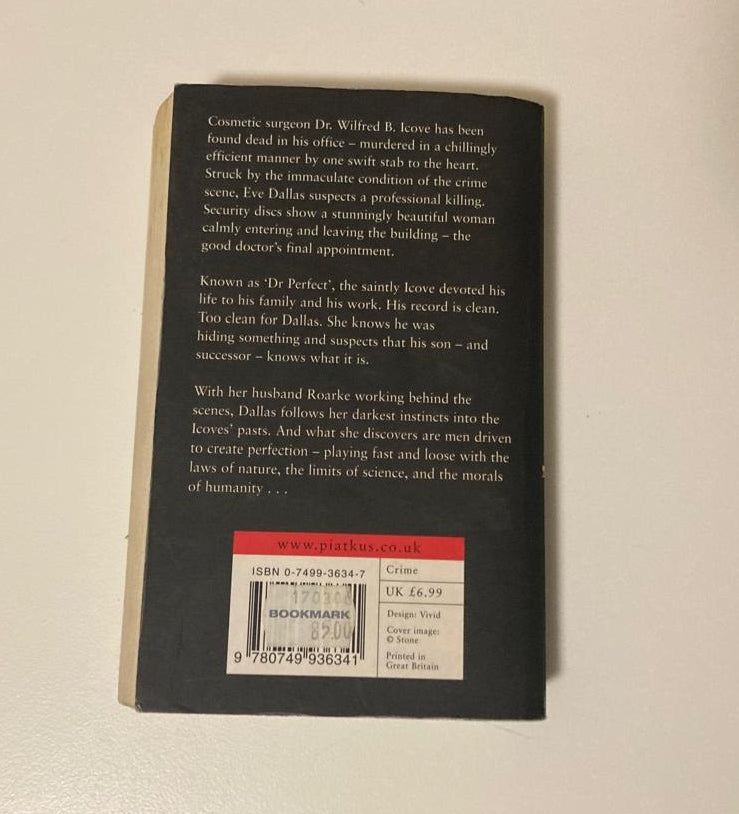 Cosmetic surgeon Dr. Wilfred B. Icove has been
found dead in his office – murdered in a chillingly
efficient manner by one swift stab to the heart.
Struck by the immaculate condition of the crime
scene, Eve Dallas suspects a professional killing.
Security discs show a stunningly beautiful woman
calmly entering and leaving the building – the
good doctor's final appointment.
Known as 'Dr Perfect', the saintly Icove devoted his
life to his family and his work. His record is clean.
Too clean for Dallas. She knows he was
hiding something and suspects that his son – and
successor – knows what it is.
With her husband Roarke working behind the
scenes, Dallas follows her darkest instincts into the
Icoves' pasts. And what she discovers are men driven
to create perfection – playing fast and loose with the
laws of nature, the limits of science, and the morals
of humanity . . .
www.piatkus.co.uk
ISBN 0-7499-3634-7
BOOKMARK
9 780749 936341
Crime
UK £6.99
Design: Vivid
Cover image:
© Stone
Printed in
Great Britain